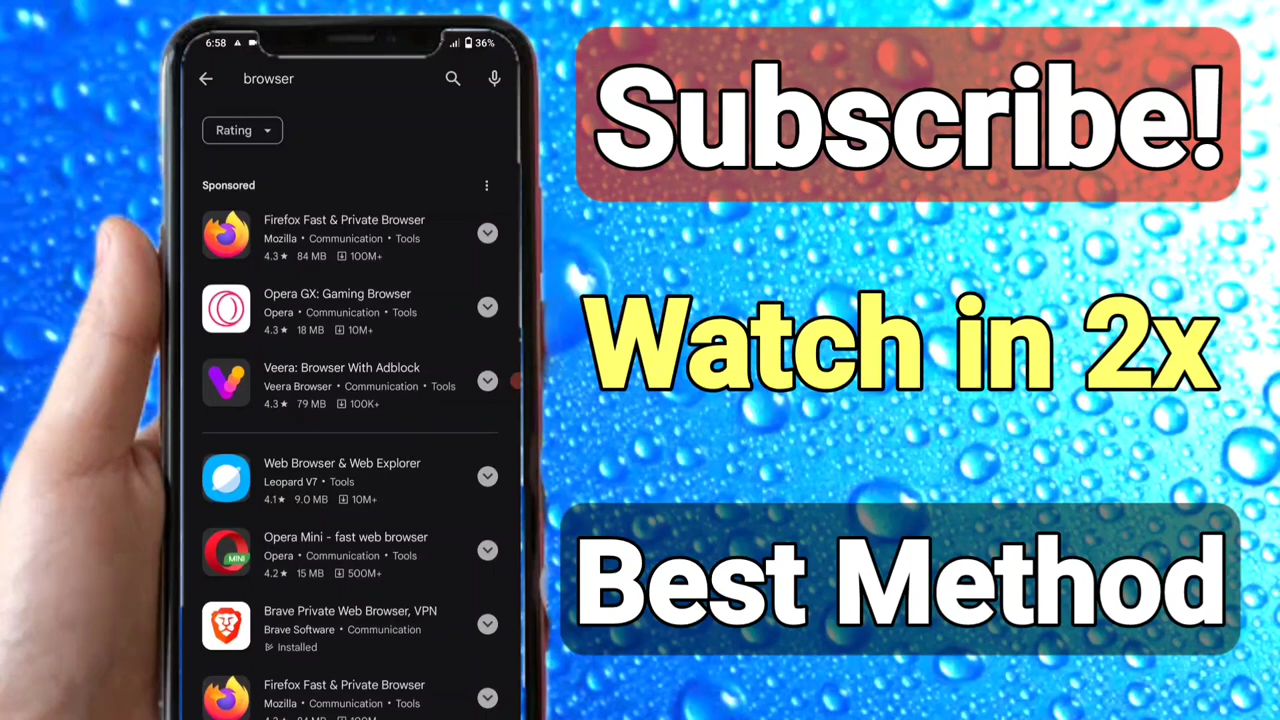 6:58 36%
browser
Rating
Sponsored
Firefox Fast & Private Browser
Mozilla • Communication • Tools
4.3★ 84 MB 100M+
Opera GX: Gaming Browser
Opera • Communication • Tools
4.3★ 18 MB 10M+
Veera: Browser With Adblock
Veera Browser • Communication • Tools
4.3★ 79 MB 100K+
Web Browser & Web Explorer
Leopard V7 • Tools
4.1★ 9.0 MB 10M+
Opera Mini - fast web browser
Opera • Communication • Tools
4.2★ 15 MB 500M+
MINI
Brave Private Web Browser, VPN
Brave Software • Communication
Installed
Firefox Fast & Private Browser
Mozilla • Communication • Tools
Subscribe!
Watch in 2x
Best Method